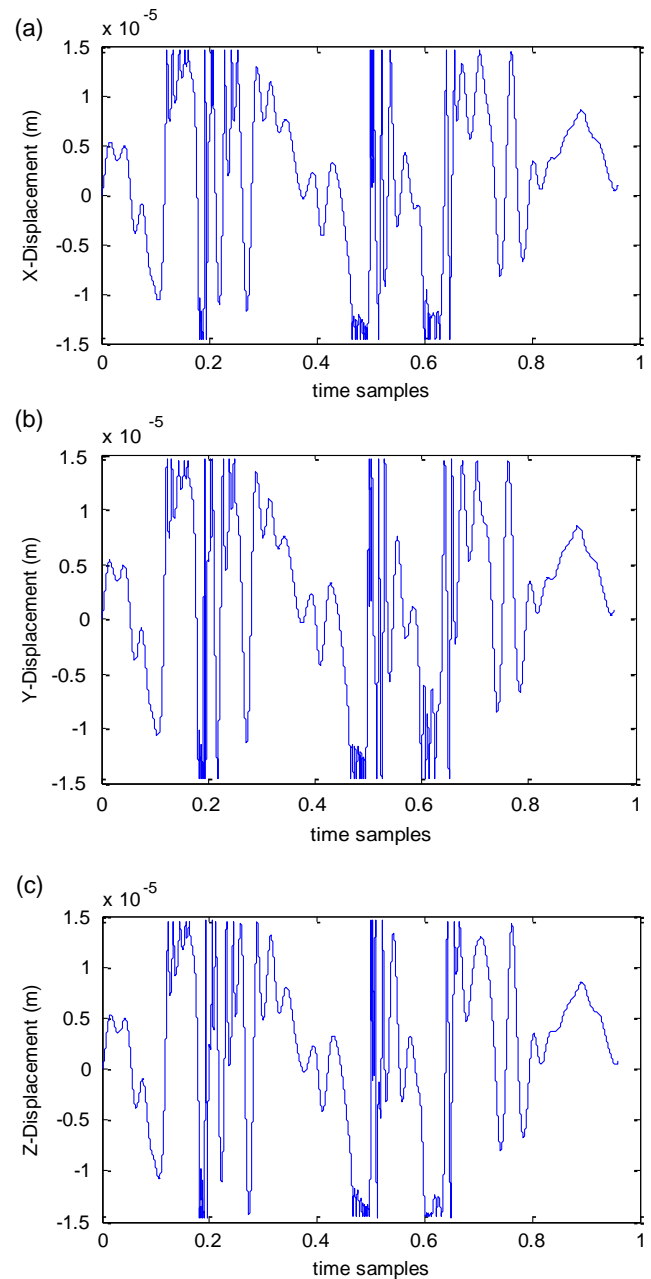 (a)
x 10 -5
1.5
1
0.5
0
-0.5
-1
-1.5
X-Displacement (m)
0 0.2 0.4 0.6 0.8 1
time samples
(b)
x 10 -5
1.5
1
0.5
0
-0.5
-1
-1.5
Y-Displacement (m)
0 0.2 0.4 0.6 0.8 1
time samples
(c)
x 10 -5
1.5
1
0.5
0
-0.5
-1
-1.5
Z-Displacement (m)
0 0.2 0.4 0.6 0.8 1
time samples